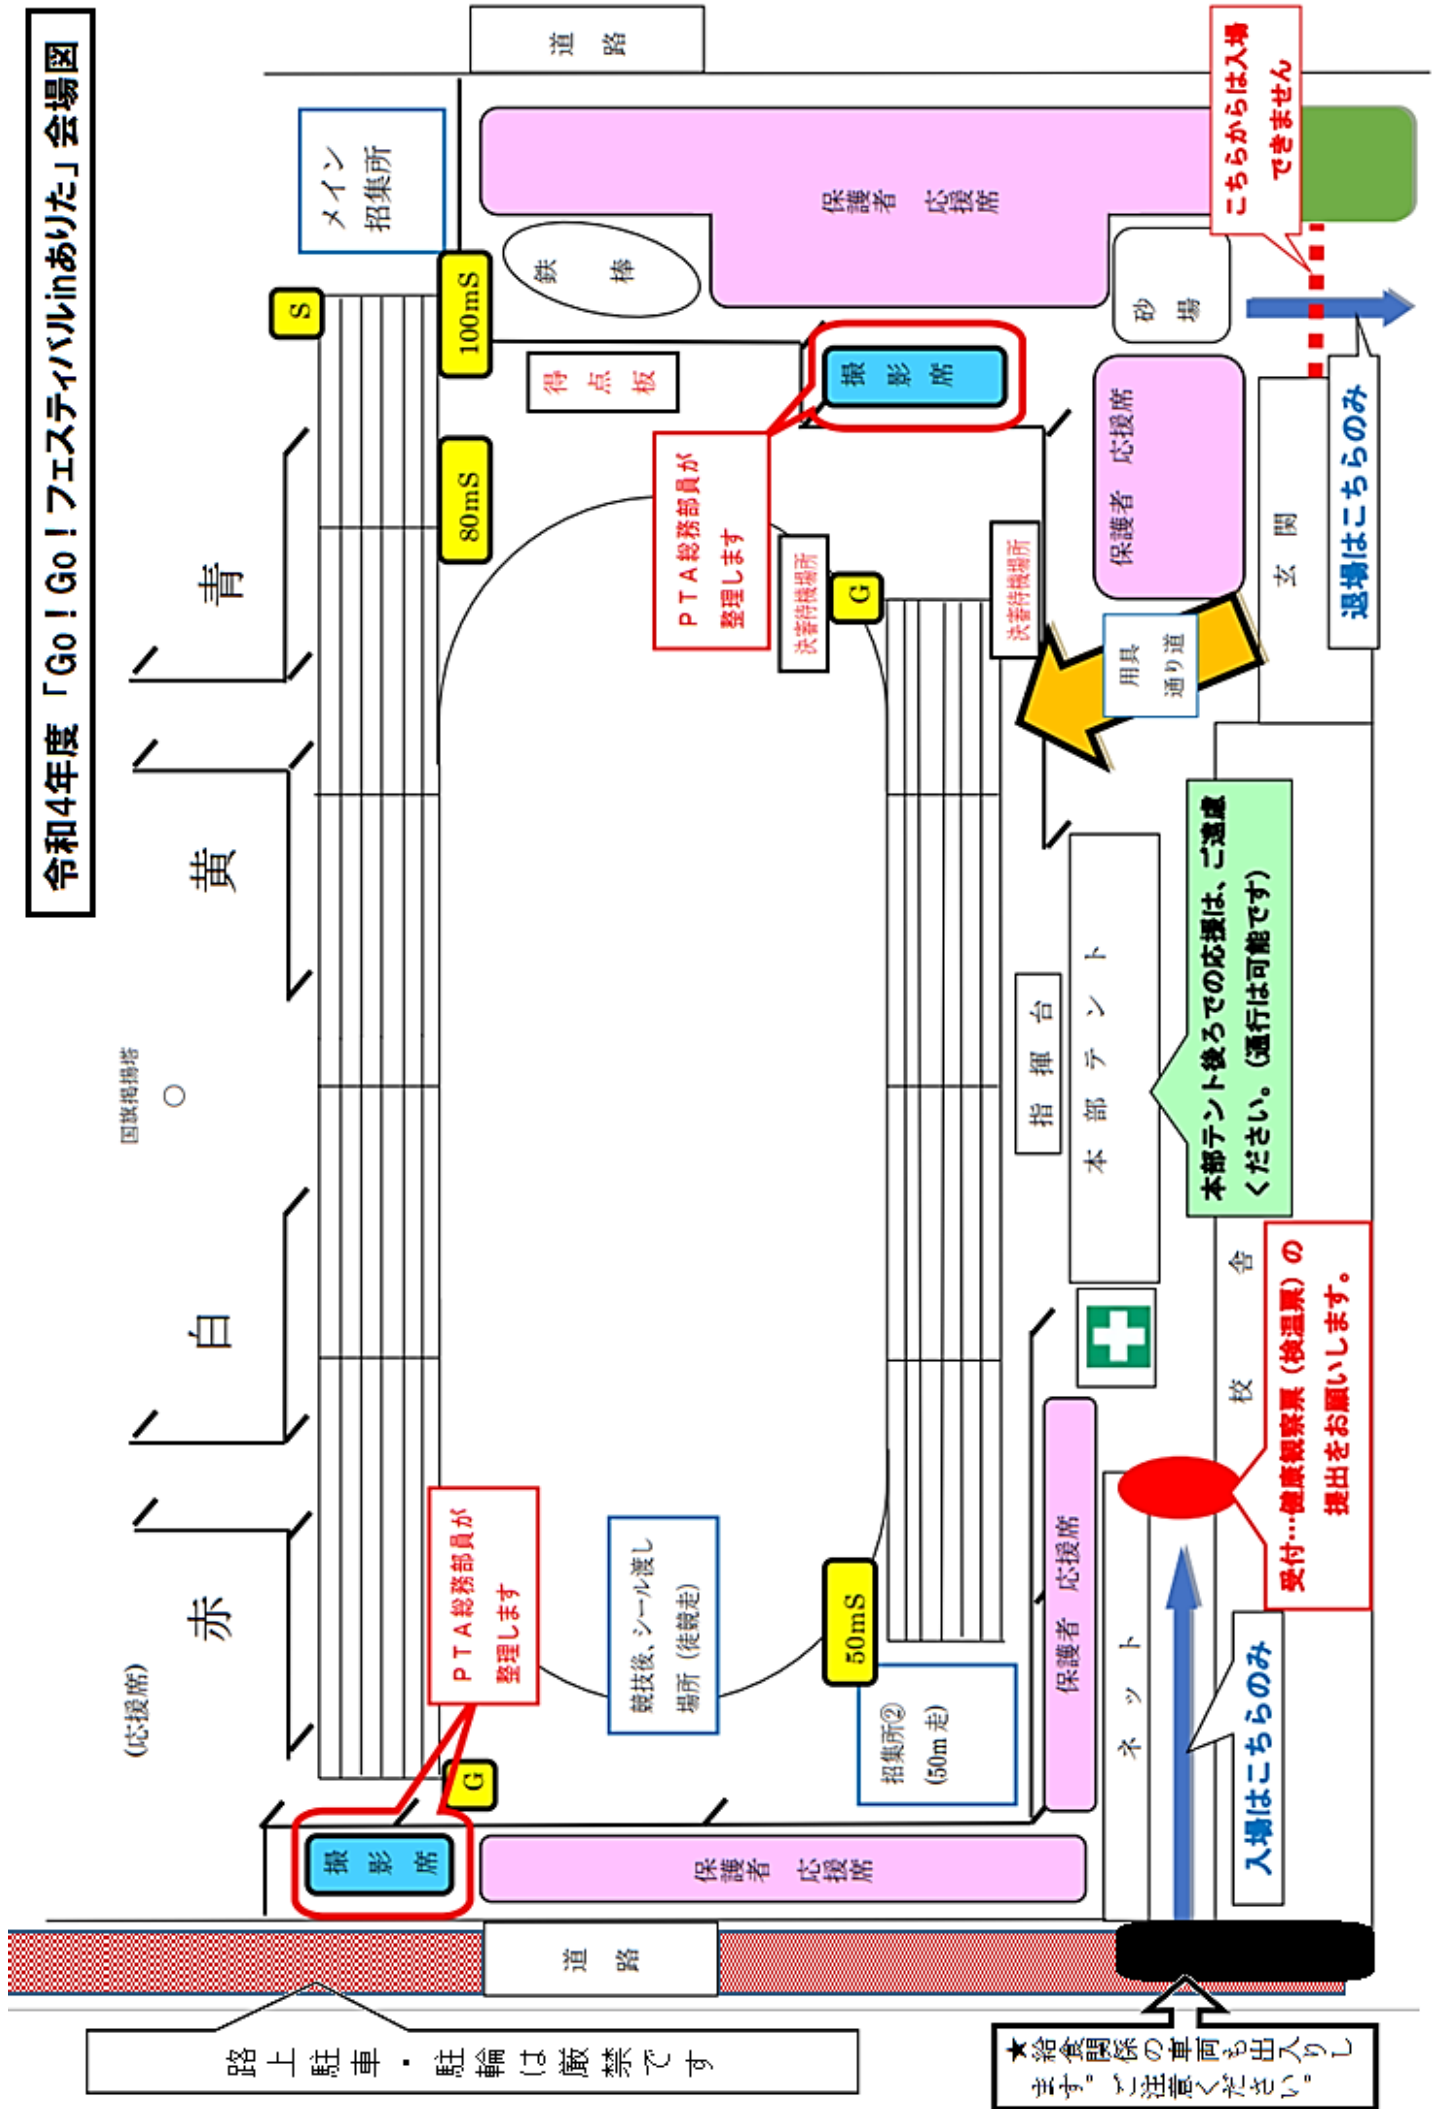 令和4年度「Go！Go！フェスティバルinありた」会場図
道　路
メイン
招集所
保護者　応援席
こちらからは入場
できません
鉄　棒
砂　場
S
100mS
得　点　板
撮　影　席
80mS
PTA総務部員が
整理します
保護者　応援席
退場はこちらのみ
青
決審待機場所
G
決審待機場所
玄　関
用具
通り道
黄
本部テント後ろでの応援は、ご遠慮
ください。（通行は可能です）
国旗掲揚塔
指　揮　台
本　部　テ　ン　ト
白
校　舎
受付…健康観察票（検温票）の
提出をお願いします。
赤
(応援席)
PTA総務部員が
整理します
競技後、シール渡し
場所（徒競走）
50mS
招集所②
(50m 走)
保護者　応援席
ネ　ッ　ト
入場はこちらのみ
G
撮　影　席
保護者　応援席
道　路
路上駐車・駐輪は厳禁です
★給食関係の車両も出入りし
ます。ご注意ください。